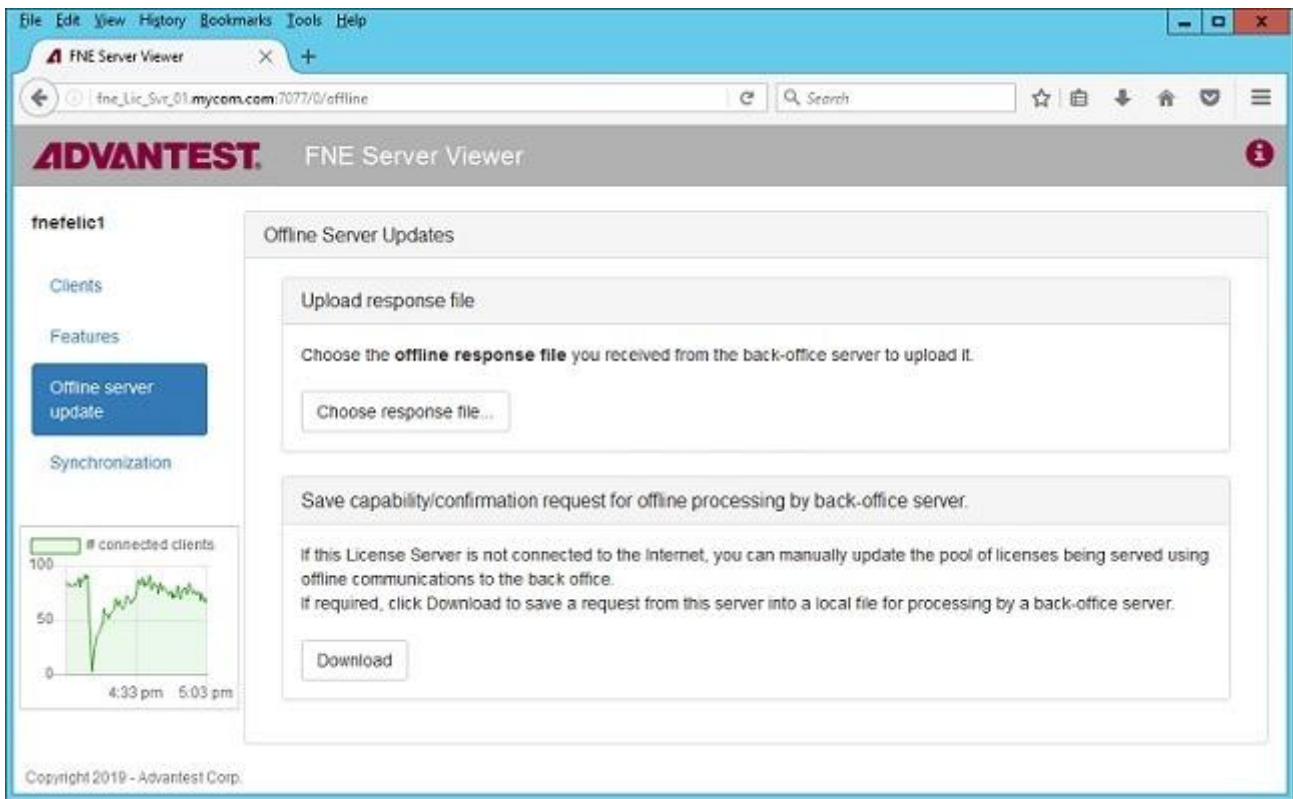 File Edit View History Bookmarks Tools Help
FNE Server Viewer
fne_Lic_Svr_01.mycom.com:7077/0/offline
Search
ADVANTEST. FNE Server Viewer
fnefelic1
Clients
Features
Offline server
update
Synchronization
# connected clients
100
50
0
4:33 pm 5:03 pm
Offline Server Updates
Upload response file
Choose the offline response file you received from the back-office server to upload it.
Choose response file...
Save capability/confirmation request for offline processing by back-office server.
If this License Server is not connected to the Internet, you can manually update the pool of licenses being served using
offline communications to the back office.
If required, click Download to save a request from this server into a local file for processing by a back-office server.
Download
Copyright 2019 - Advantest Corp.